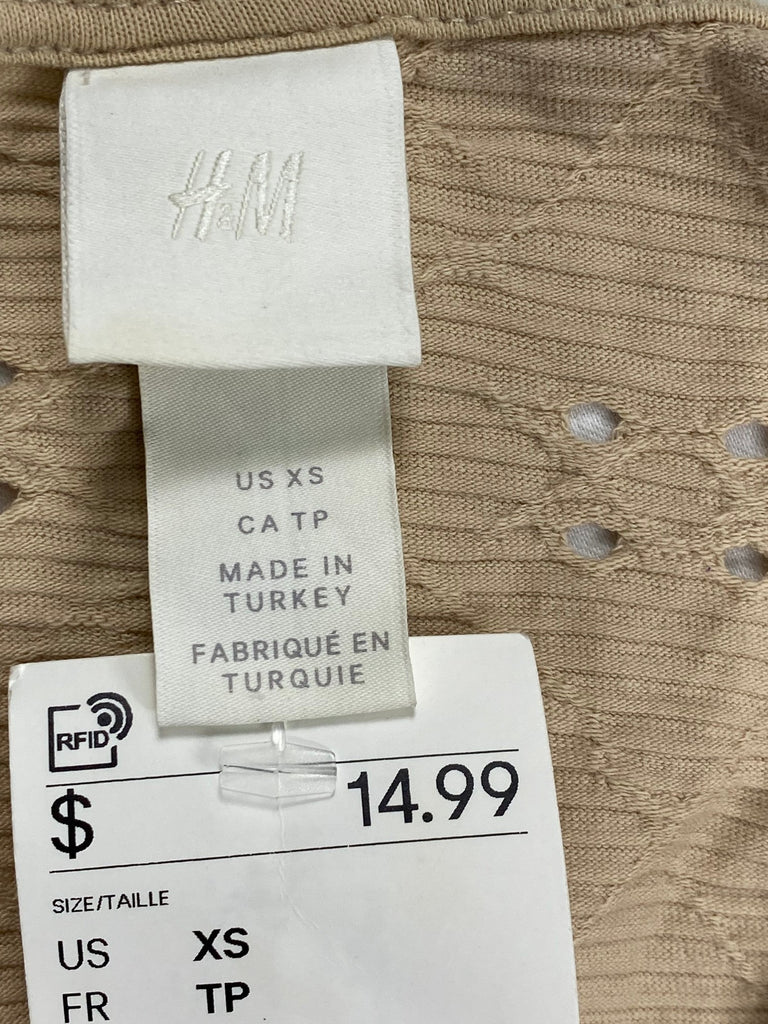 H&M
US XS
CA TP
MADE IN
TURKEY
FABRIQUÉ EN
TURQUIE
RFID
$ 14.99
SIZE/TAILLE
US XS
FR TP